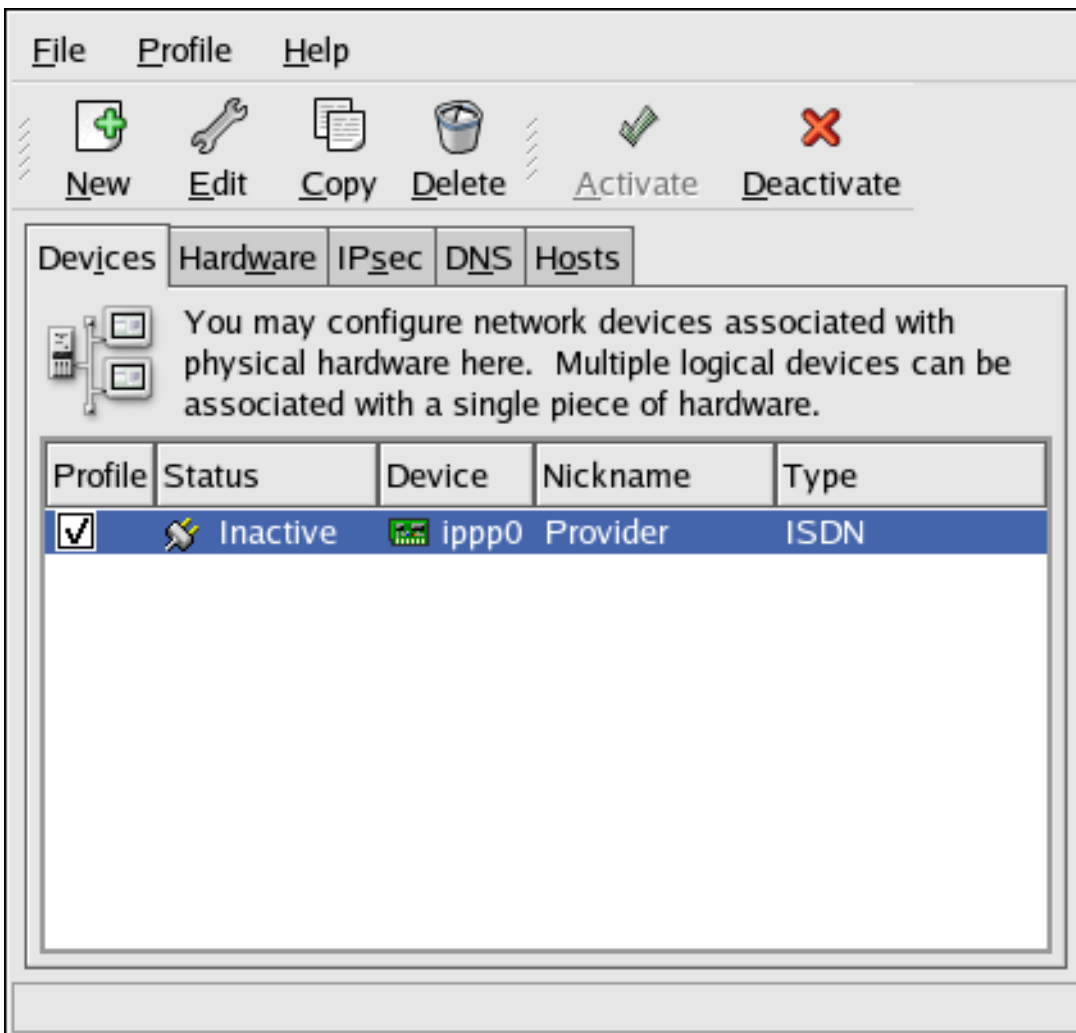 File Profile Help
New Edit Copy Delete Activate Deactivate
Devices Hardware IPsec DNS Hosts
You may configure network devices associated with
physical hardware here.  Multiple logical devices can be
associated with a single piece of hardware.
Profile Status Device Nickname Type
Inactive ippp0 Provider ISDN